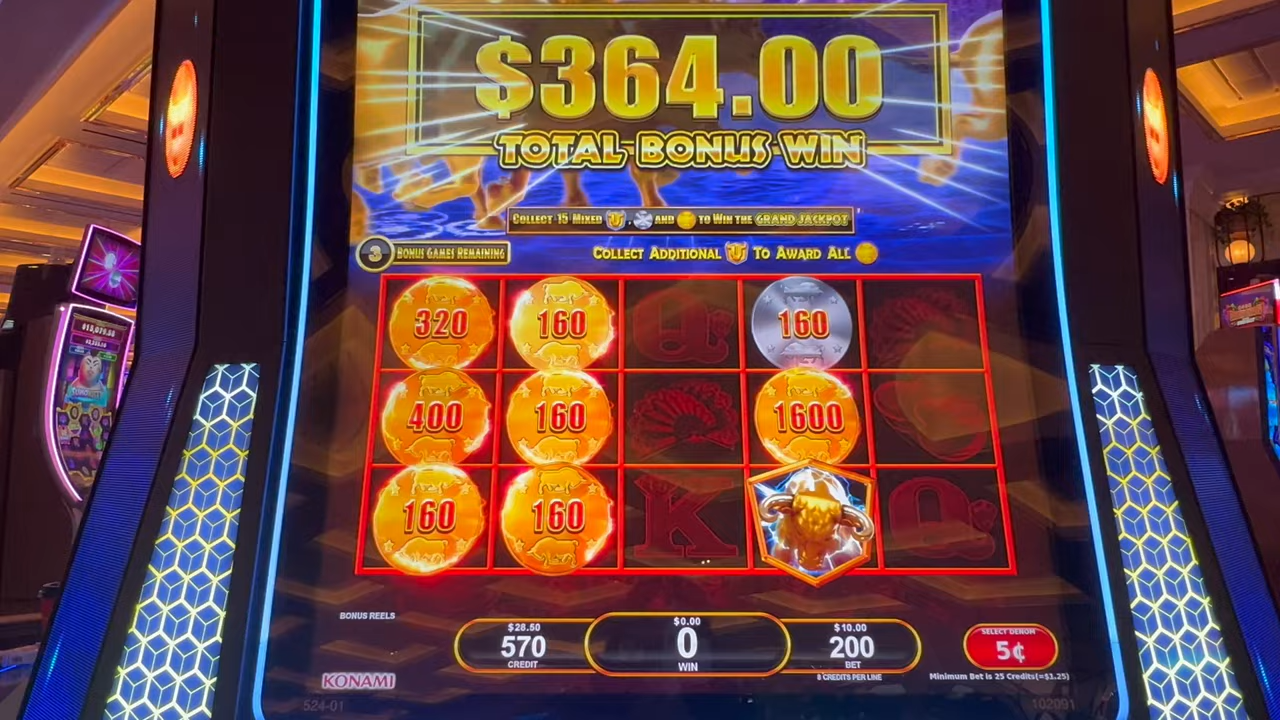 $364.00
TOTAL BONUS WIN
COLLECT 15 MIXED , AND TO WIN THE GRAND JACKPOT
3 BONUS GAMES REMAINING
COLLECT ADDITIONAL TO AWARD ALL
320 160 Q 160
400 160 1600
160 160 K Q
BONUS REELS
$28.50
570
CREDIT
$0.00
0
WIN
$10.00
200
BET
8 CREDITS PER LINE
SELECT DENOM
5¢
Minimum Bet is 25 Credits(=$1.25)
KONAMI
524-01
102091